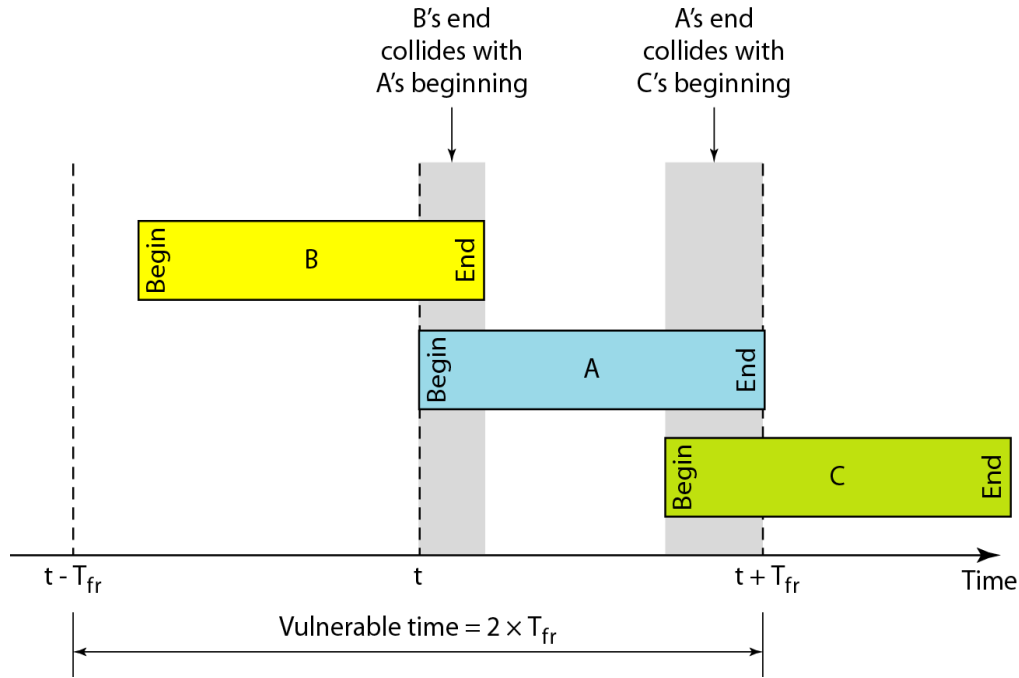 B’s end
collides with
A’s beginning
A’s end
collides with
C’s beginning
Begin
B
End
Begin
A
End
Begin
C
End
t - Tfr
t
t + Tfr
Time
Vulnerable time = 2 × Tfr